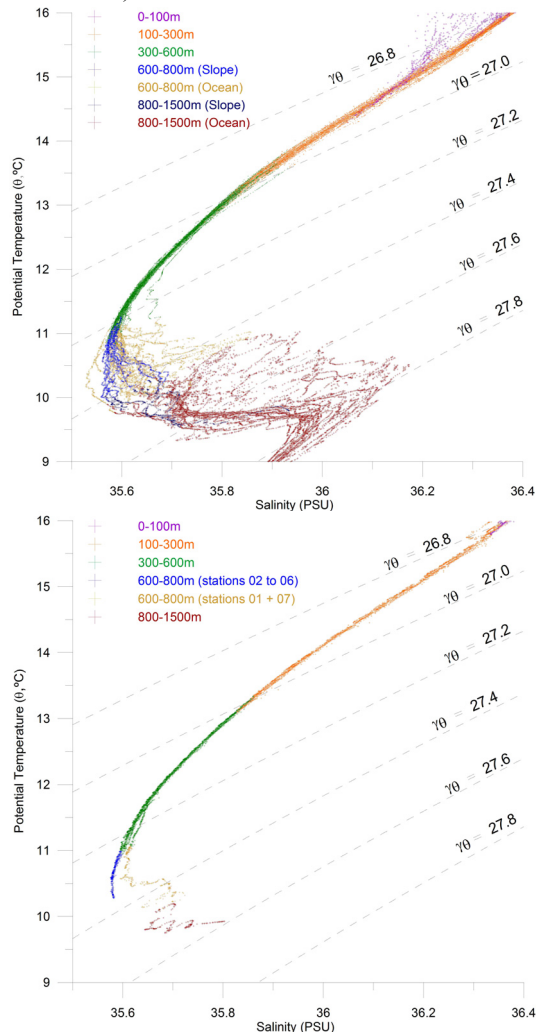 16
15
14
13
12
11
10
9
Potential Temperature (θ,ºC)
0-100m
100-300m
300-600m
600-800m (Slope)
600-800m (Ocean)
800-1500m (Slope)
800-1500m (Ocean)
γθ = 26.8
γθ = 27.0
γθ = 27.2
γθ = 27.4
γθ = 27.6
γθ = 27.8
35.6 35.8 36 36.2 36.4
Salinity (PSU)
16
15
14
13
12
11
10
9
Potential Temperature (θ,ºC)
0-100m
100-300m
300-600m
600-800m (stations 02 to 06)
600-800m (stations 01 + 07)
800-1500m
γθ = 26.8
γθ = 27.0
γθ = 27.2
γθ = 27.4
γθ = 27.6
γθ = 27.8
35.6 35.8 36 36.2 36.4
Salinity (PSU)